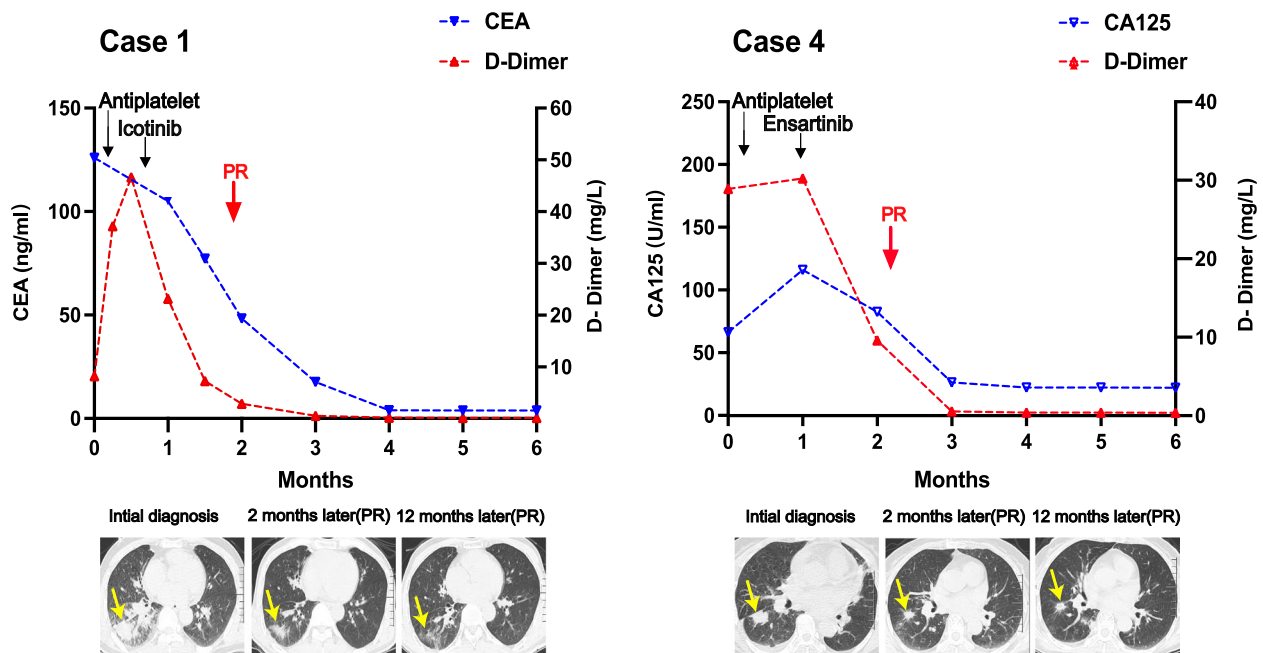 Case 1
CEA
D-Dimer
Antiplatelet
Icotinib
PR
150
100
50
0
CEA (ng/ml)
60
50
40
30
20
10
0
D- Dimer (mg/L)
0 1 2 3 4 5 6
Months
Intial diagnosis 2 months later(PR) 12 months later(PR)
Case 4
CA125
D-Dimer
Antiplatelet
Ensartinib
PR
250
200
150
100
50
0
CA125 (U/ml)
40
30
20
10
0
D- Dimer (mg/L)
0 1 2 3 4 5 6
Months
Intial diagnosis 2 months later(PR) 12 months later(PR)